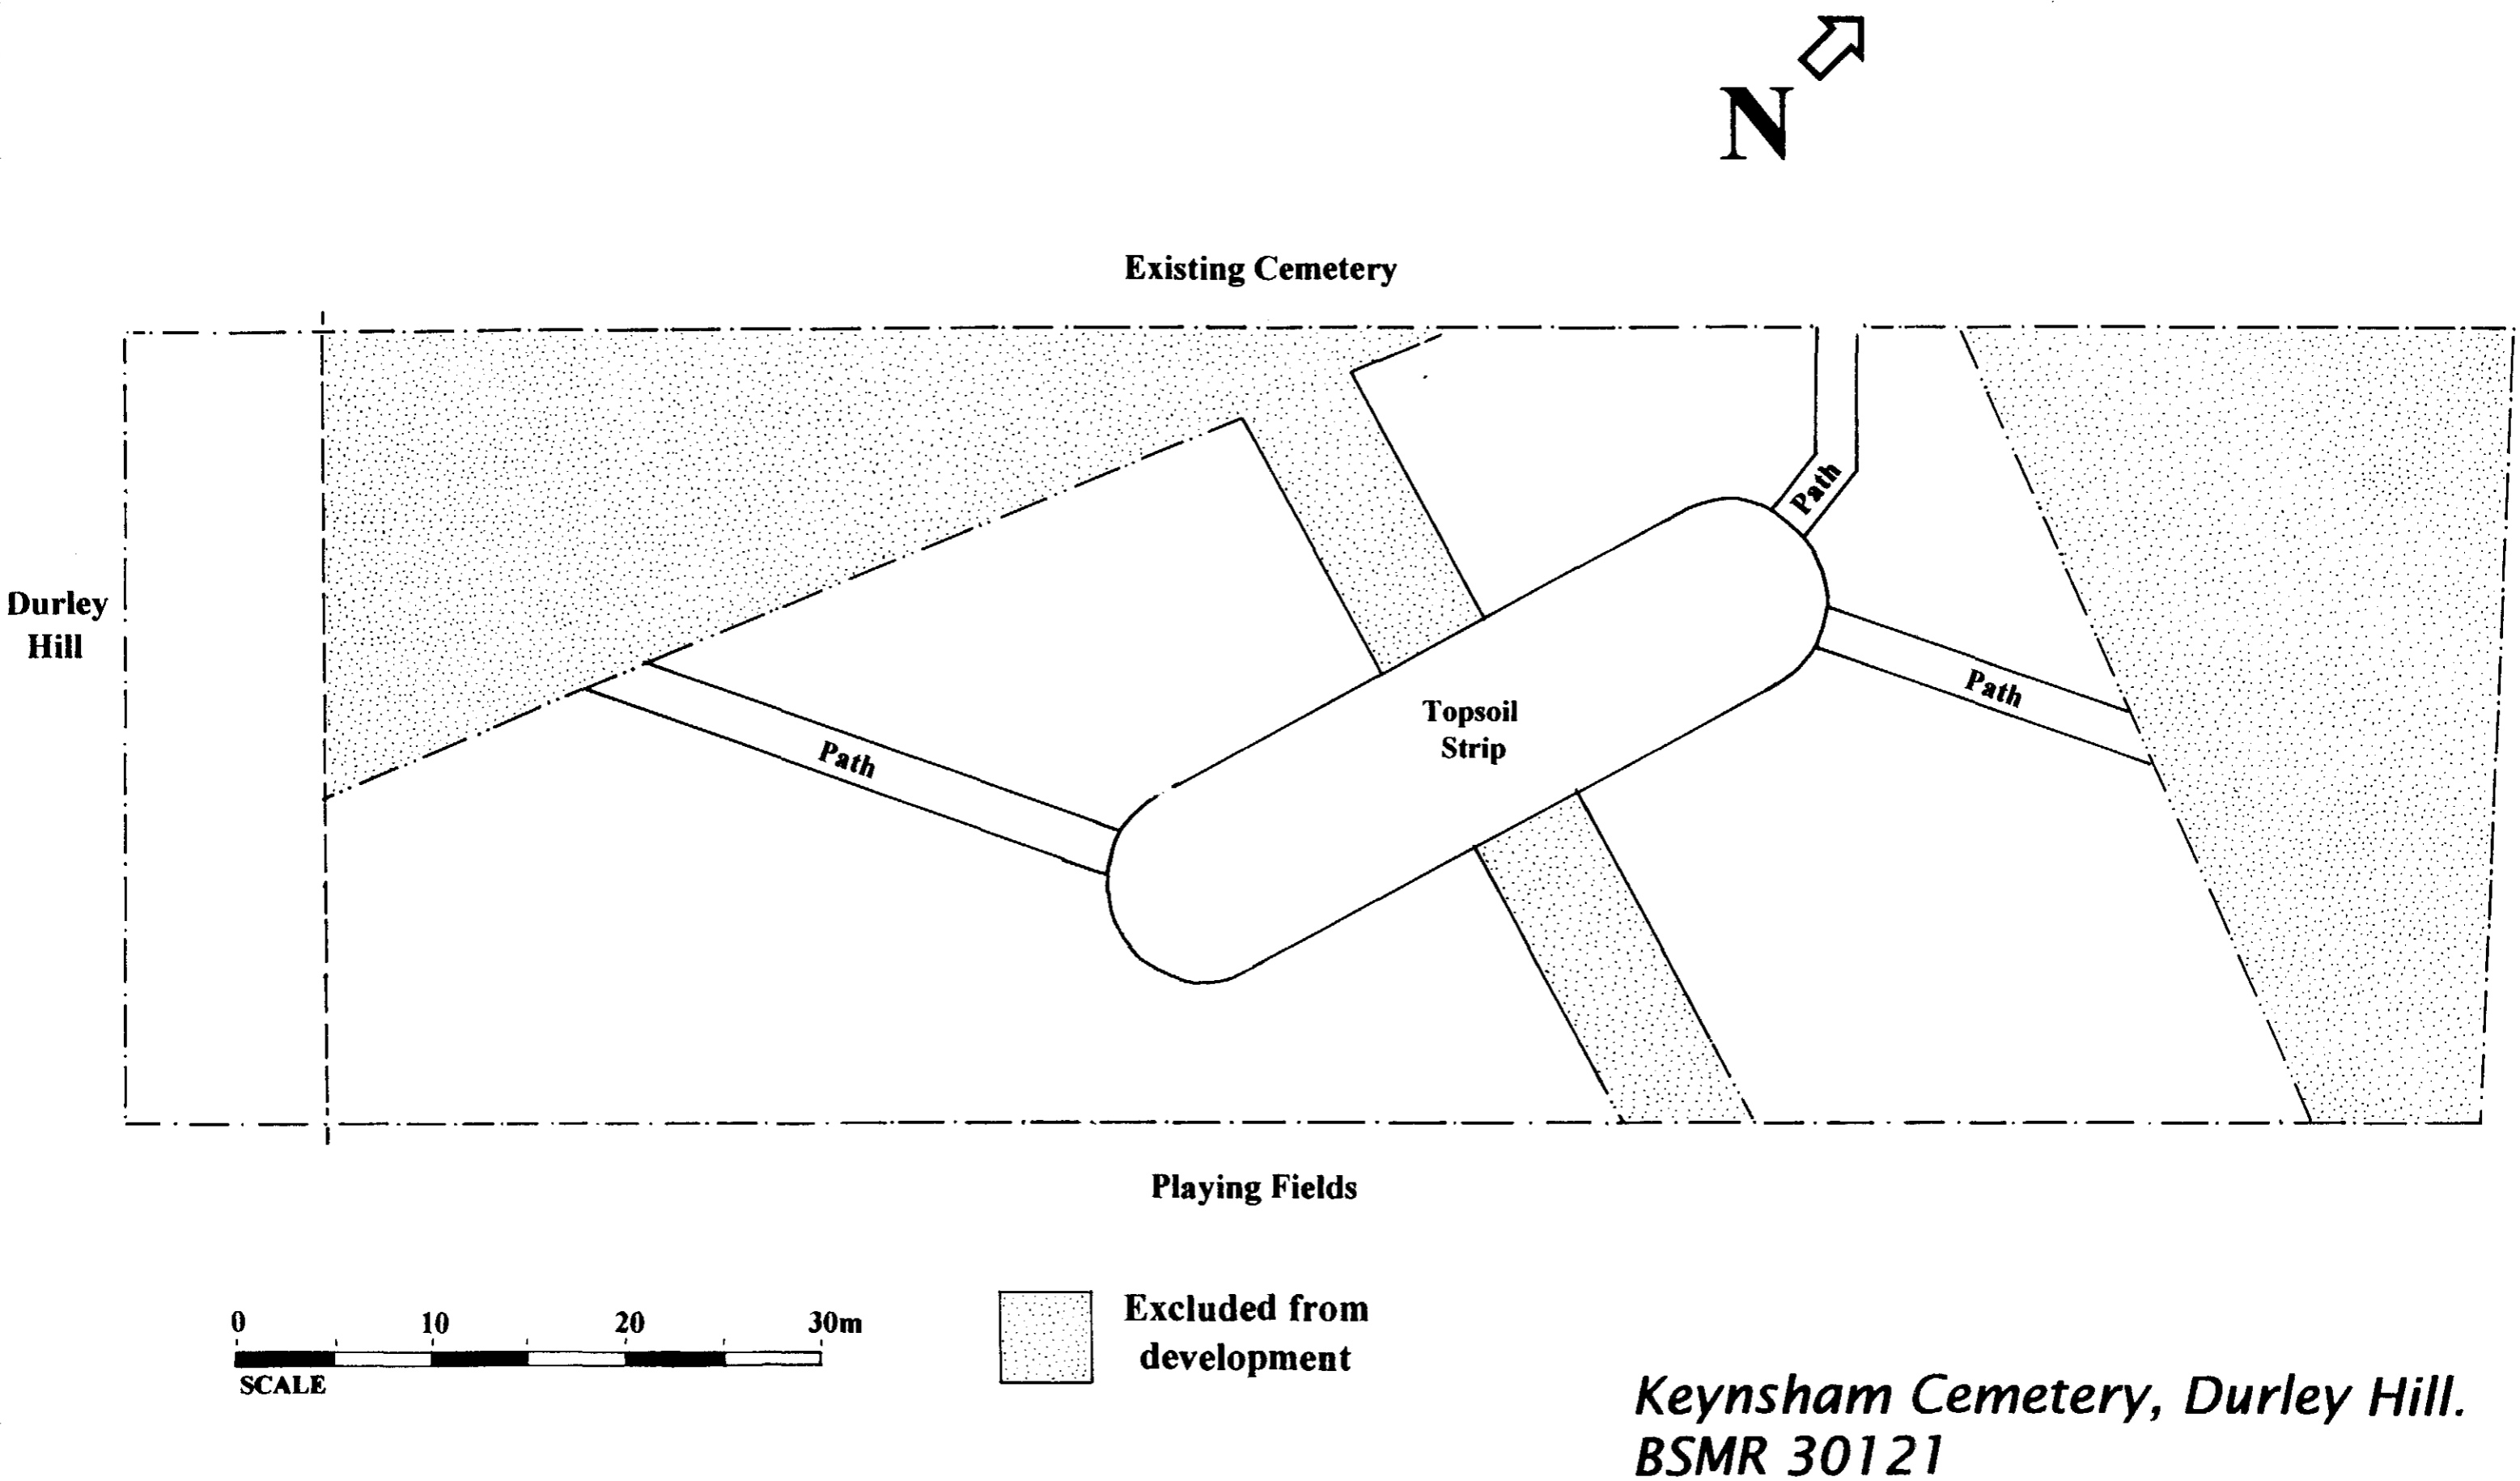 N
Existing Cemetery
Durley
Hill
Path
Path
Path
Topsoil
Strip
Playing Fields
0 10 20 30m
SCALE
Excluded from
development
Keynsham Cemetery, Durley Hill.
BSMR 30121